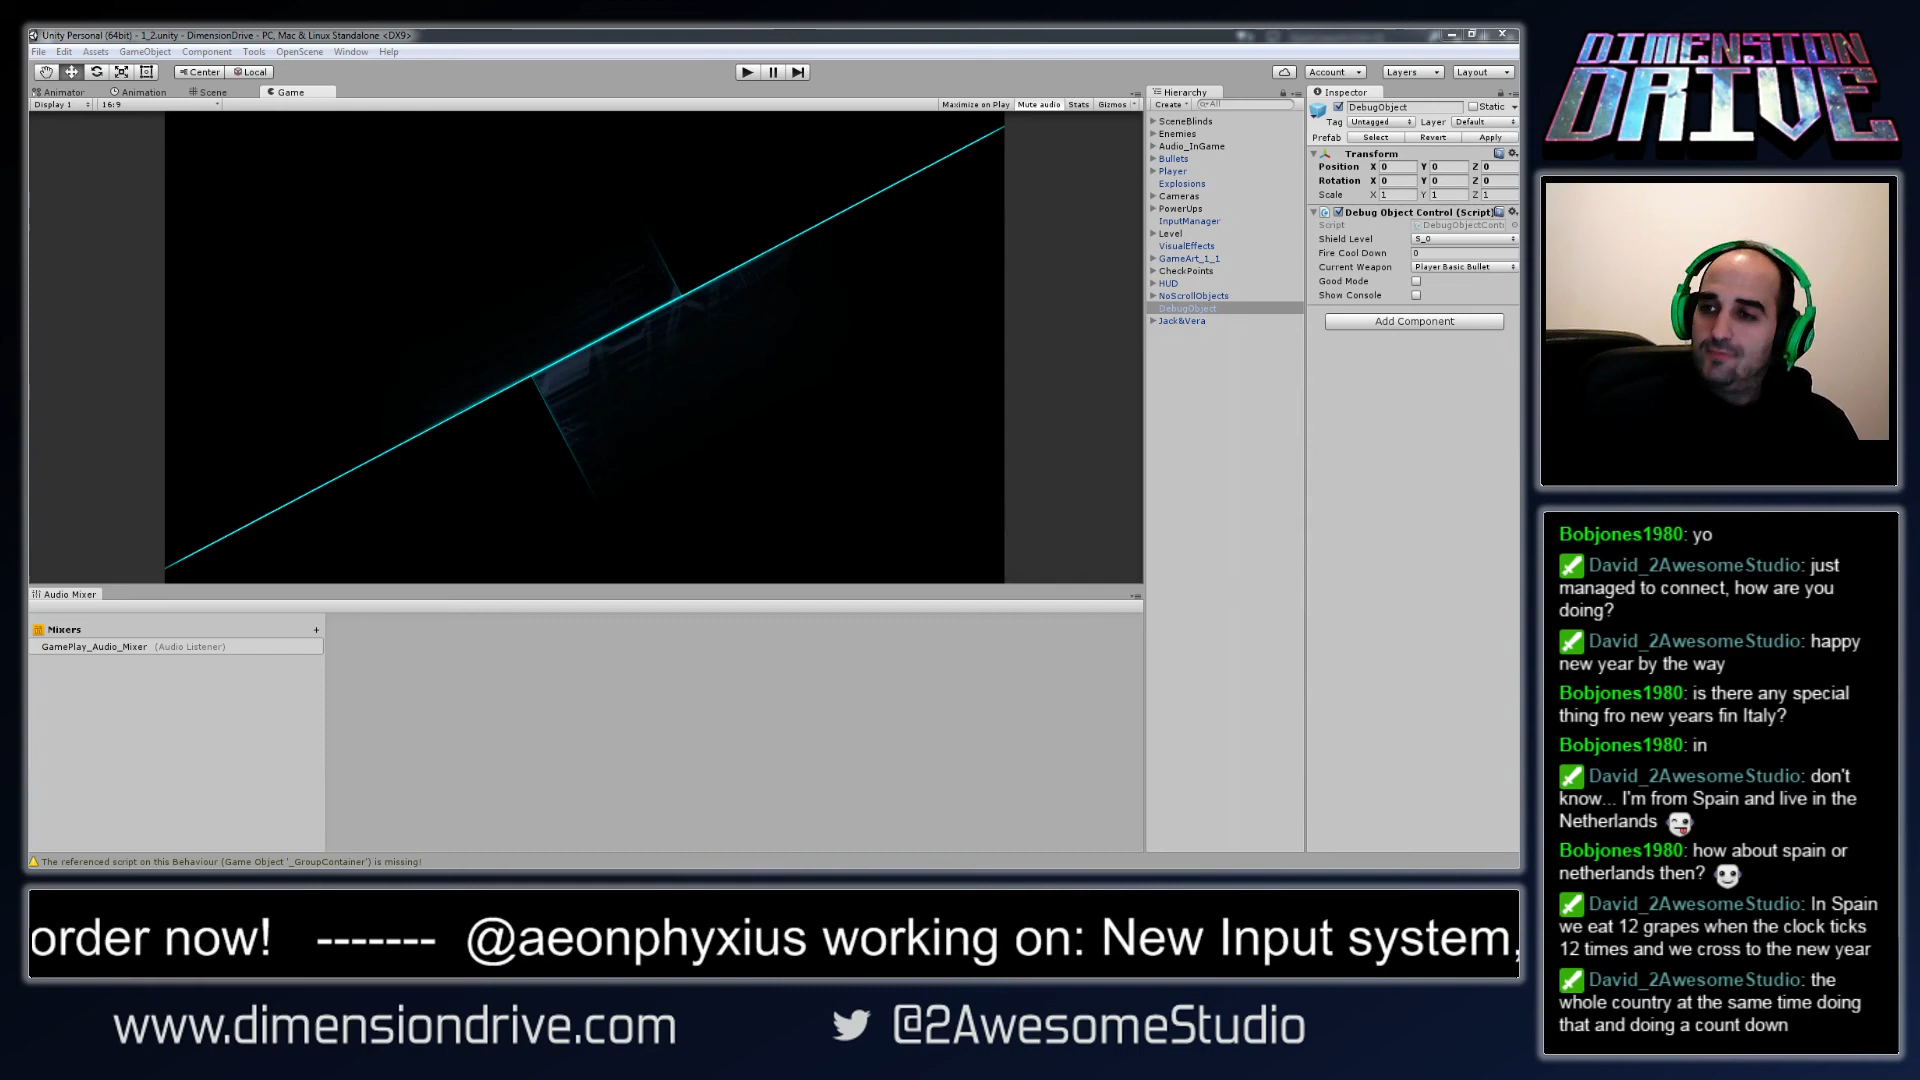 Unity Personal (64bit) - 1_2.unity - DimensionDrive - PC, Mac & Linux Standalone <DX9>
File Edit Assets GameObject Component Tools OpenScene Window Help
Center Local Account Layers Layout
Animator Animation Scene Game
Display 1 16:9 Maximize on Play Mute audio Stats Gizmos
Hierarchy
Create All
SceneBlinds
Enemies
Audio_InGame
Bullets
Player
Explosions
Cameras
PowerUps
InputManager
Level
VisualEffects
GameArt_1_1
CheckPoints
HUD
NoScrollObjects
DebugObject
Jack&Vera
Inspector
DebugObject Static
Tag Untagged Layer Default
Prefab Select Revert Apply
Transform
Position X 0 Y 0 Z 0
Rotation X 0 Y 0 Z 0
Scale X 1 Y 1 Z 1
Debug Object Control (Script)
Script DebugObjectCont
Shield Level S_0
Fire Cool Down 0
Current Weapon Player Basic Bullet
Good Mode
Show Console
Add Component
Audio Mixer
Mixers +
GamePlay_Audio_Mixer (Audio Listener)
The referenced script on this Behaviour (Game Object '_GroupContainer') is missing!
order now! ------- @aeonphyxius working on: New Input system,
www.dimensiondrive.com @2AwesomeStudio
DIMENSION
DRIVE
Bobjones1980: yo
David_2AwesomeStudio: just
managed to connect, how are you
doing?
David_2AwesomeStudio: happy
new year by the way
Bobjones1980: is there any special
thing fro new years fin Italy?
Bobjones1980: in
David_2AwesomeStudio: don't
know... I'm from Spain and live in the
Netherlands
Bobjones1980: how about spain or
netherlands then?
David_2AwesomeStudio: In Spain
we eat 12 grapes when the clock ticks
12 times and we cross to the new year
David_2AwesomeStudio: the
whole country at the same time doing
that and doing a count down